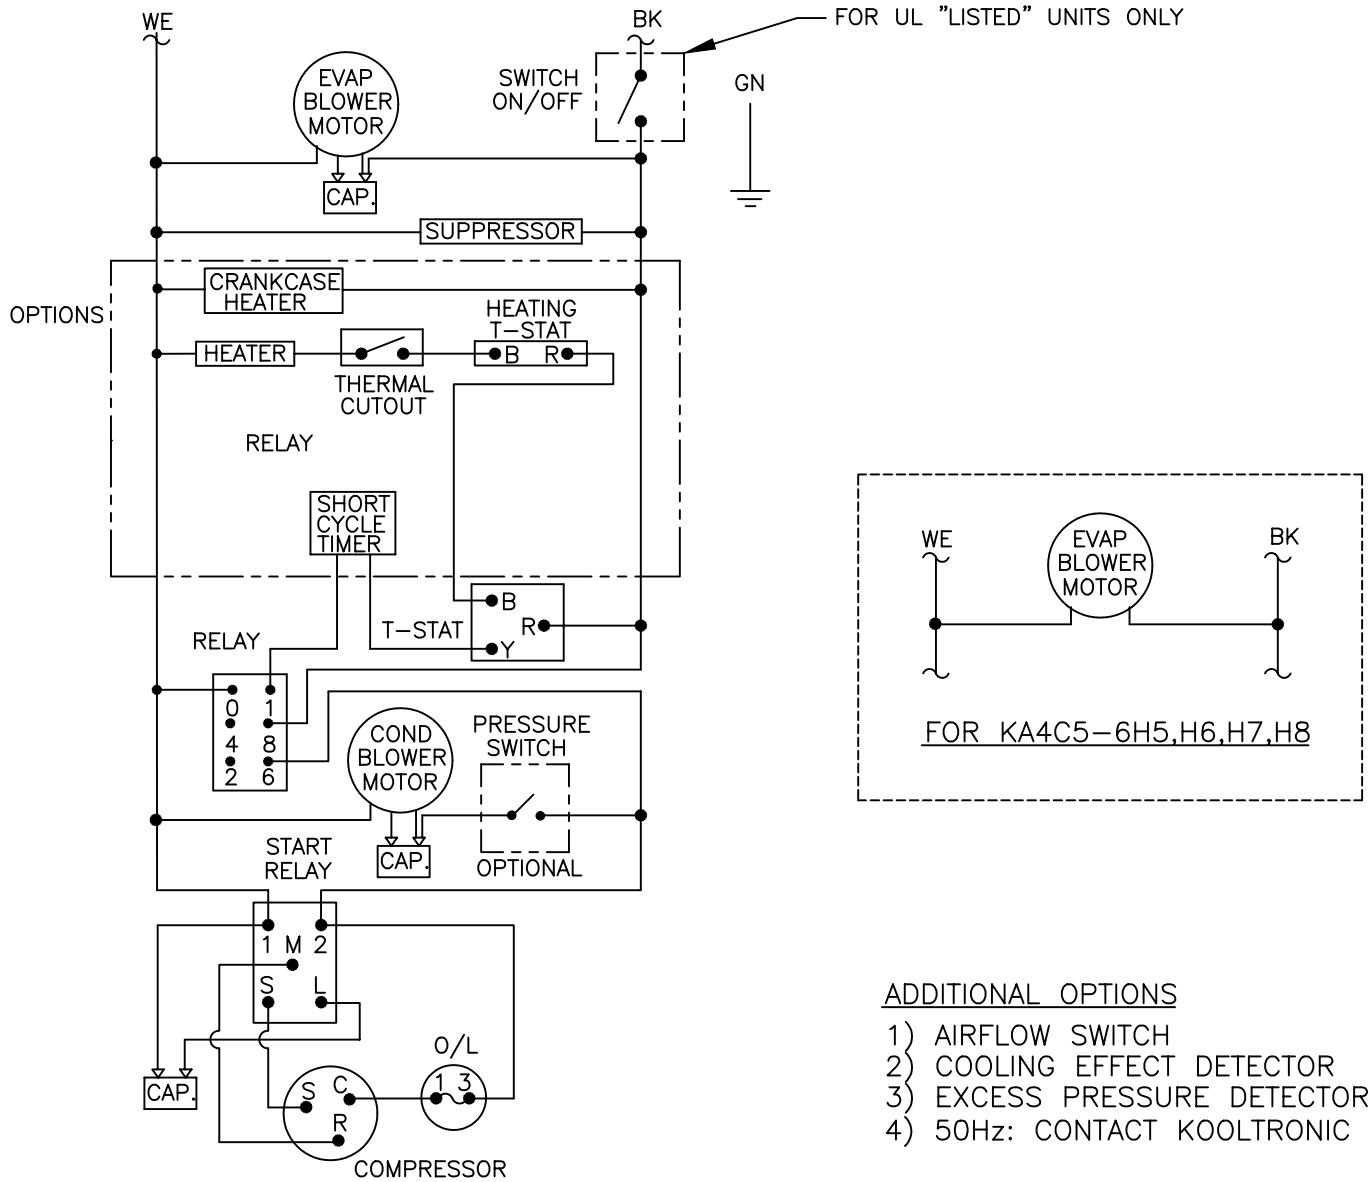 WE
BK
FOR UL "LISTED" UNITS ONLY
EVAP
BLOWER
MOTOR
SWITCH
ON/OFF
GN
CAP.
SUPPRESSOR
OPTIONS
CRANKCASE
HEATER
HEATING
T-STAT
HEATER
B R
THERMAL
CUTOUT
RELAY
SHORT
CYCLE
TIMER
B
T-STAT
R
Y
RELAY
0 1
4 8
2 6
COND
BLOWER
MOTOR
PRESSURE
SWITCH
CAP.
OPTIONAL
START
RELAY
1 M 2
S L
CAP.
O/L
1 3
S C
R
COMPRESSOR
WE
EVAP
BLOWER
MOTOR
BK
FOR KA4C5-6H5,H6,H7,H8
ADDITIONAL OPTIONS
1) AIRFLOW SWITCH
2) COOLING EFFECT DETECTOR
3) EXCESS PRESSURE DETECTOR
4) 50Hz: CONTACT KOOLTRONIC